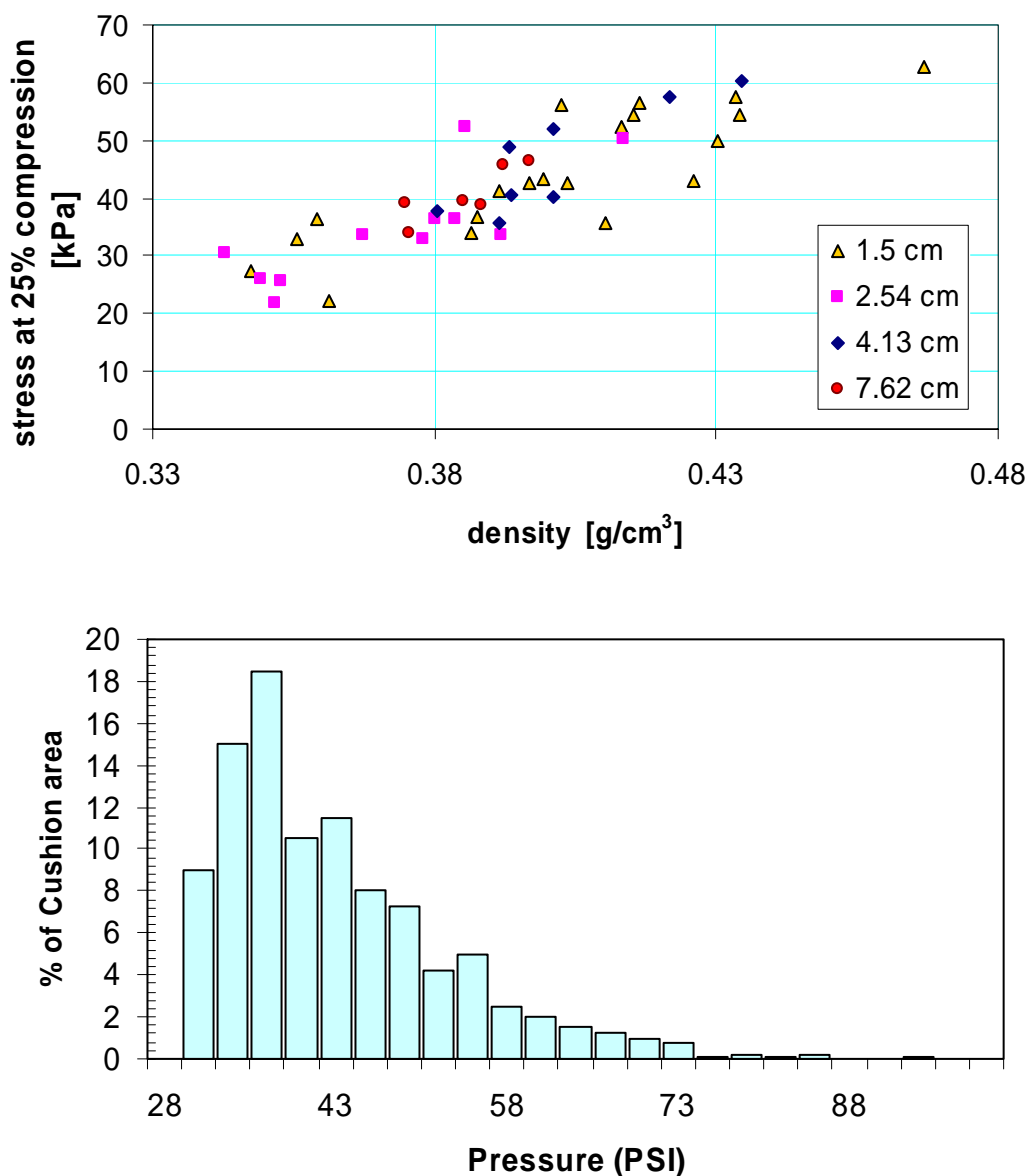 stress at 25% compression
[kPa]
70
60
50
40
30
20
10
0
0.33 0.38 0.43 0.48
density [g/cm³]
1.5 cm
2.54 cm
4.13 cm
7.62 cm
% of Cushion area
20
18
16
14
12
10
8
6
4
2
0
28 43 58 73 88
Pressure (PSI)